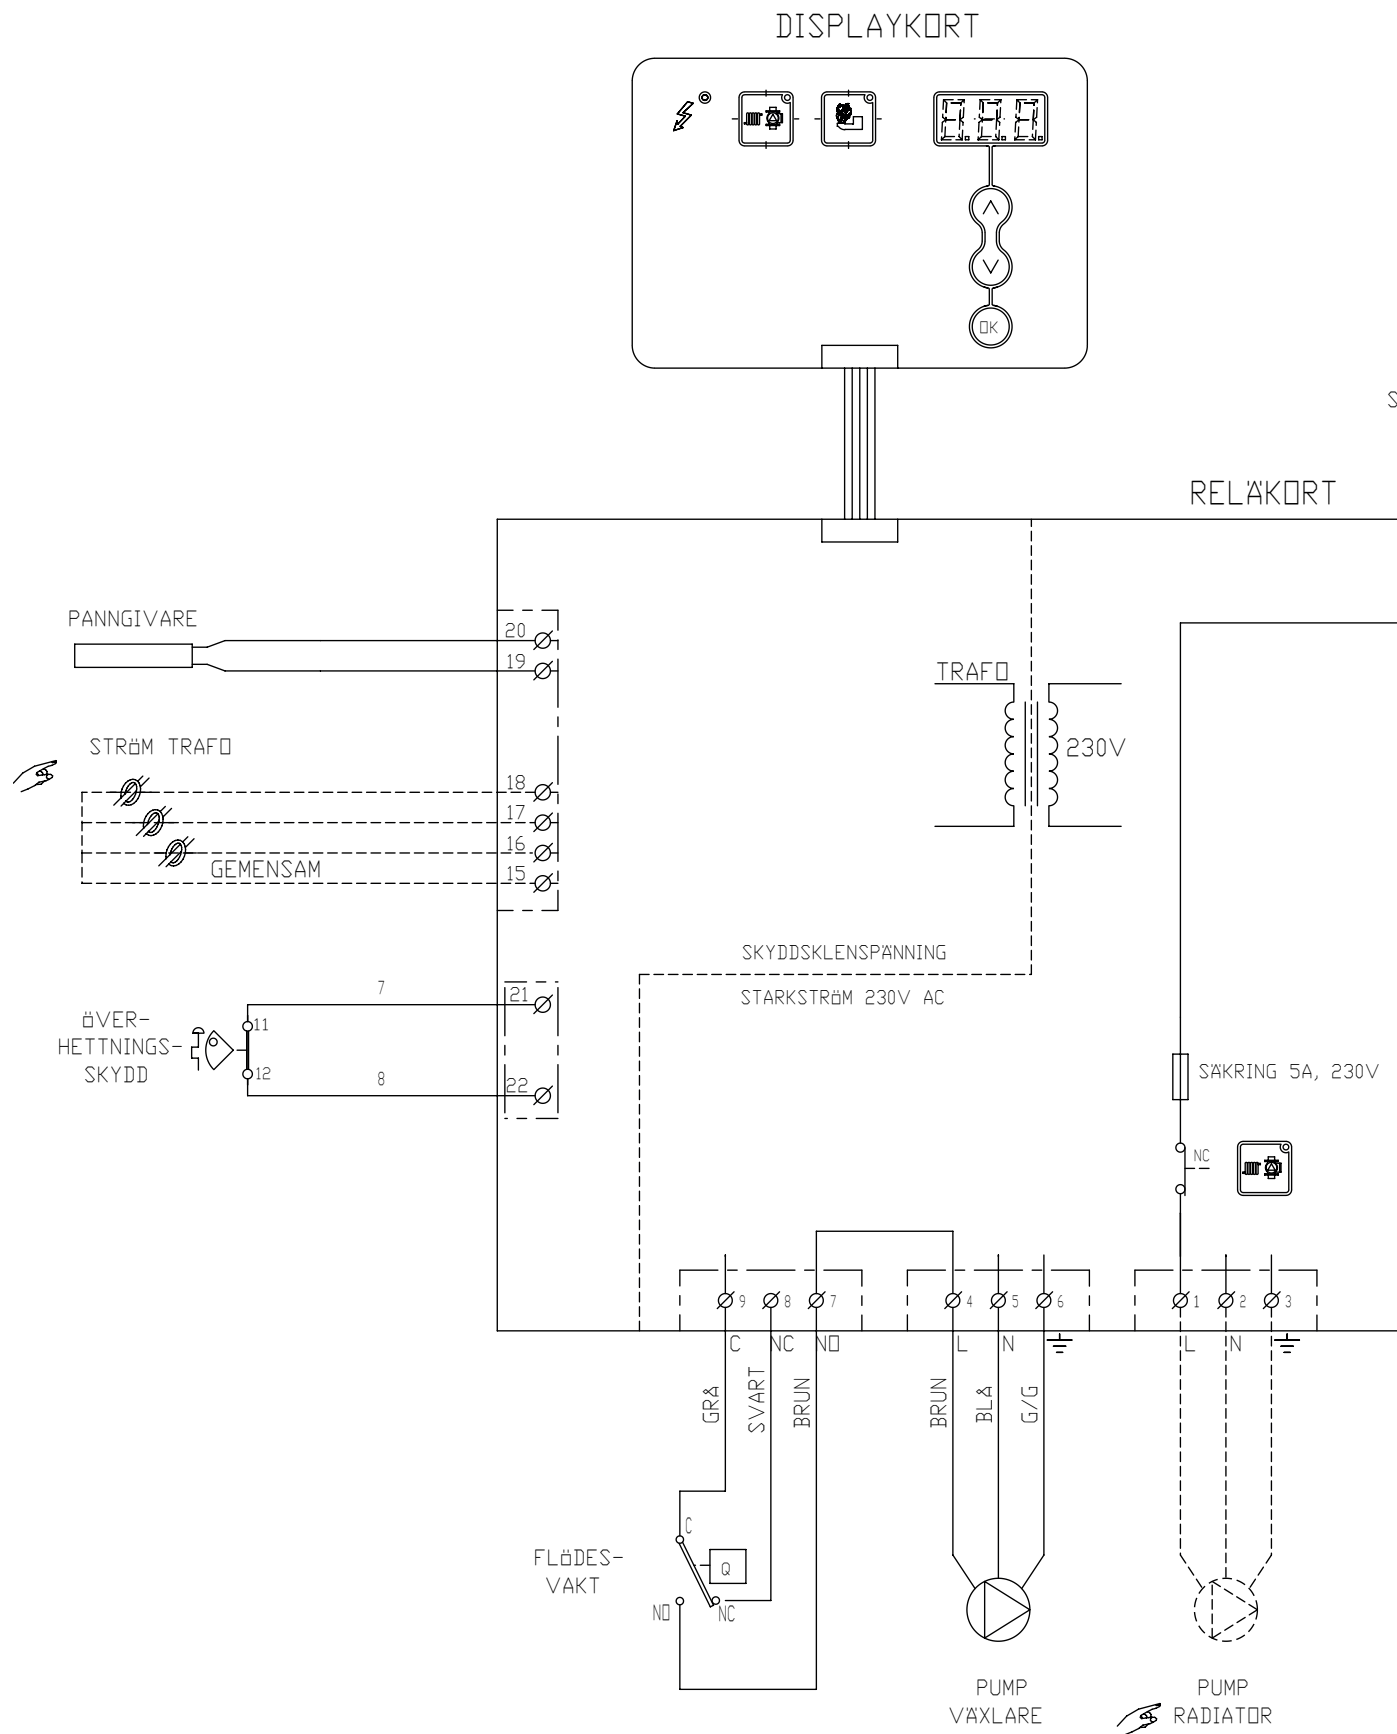 DISPLAYKORT
OK
S
RELÄKORT
PANNGIVARE
20
19
TRAFO
230V
STRÖM TRAFO
18
17
16
GEMENSAM
15
SKYDDSKLENSPÄNNING
STARKSTRÖM 230V AC
7
21
ÖVER-
HETTNINGS-
SKYDD
11
12
8
22
SÄKRING 5A, 230V
NC
9
8
7
4
5
6
1
2
3
C
NC
NO
L
N
L
N
GRÅ
SVART
BRUN
BRUN
BLÅ
G/G
C
FLÖDES-
VAKT
Q
NO
NC
PUMP
VÄXLARE
PUMP
RADIATOR